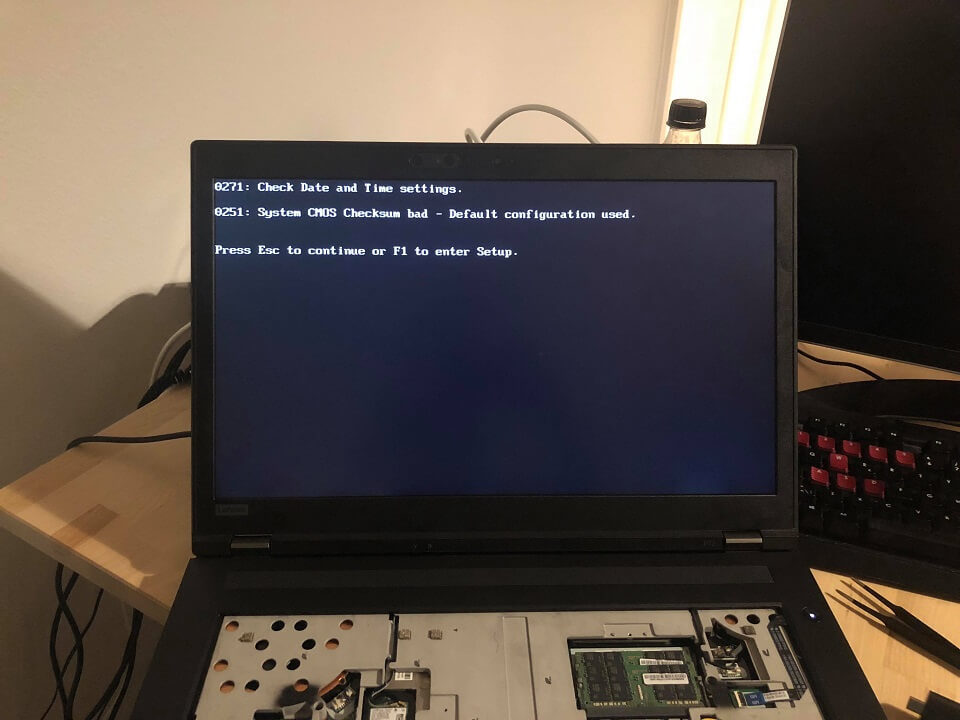 0271: Check Date and Time settings.
0251: System CMOS Checksum bad - Default configuration used.
Press Esc to continue or F1 to enter Setup.
Lenovo